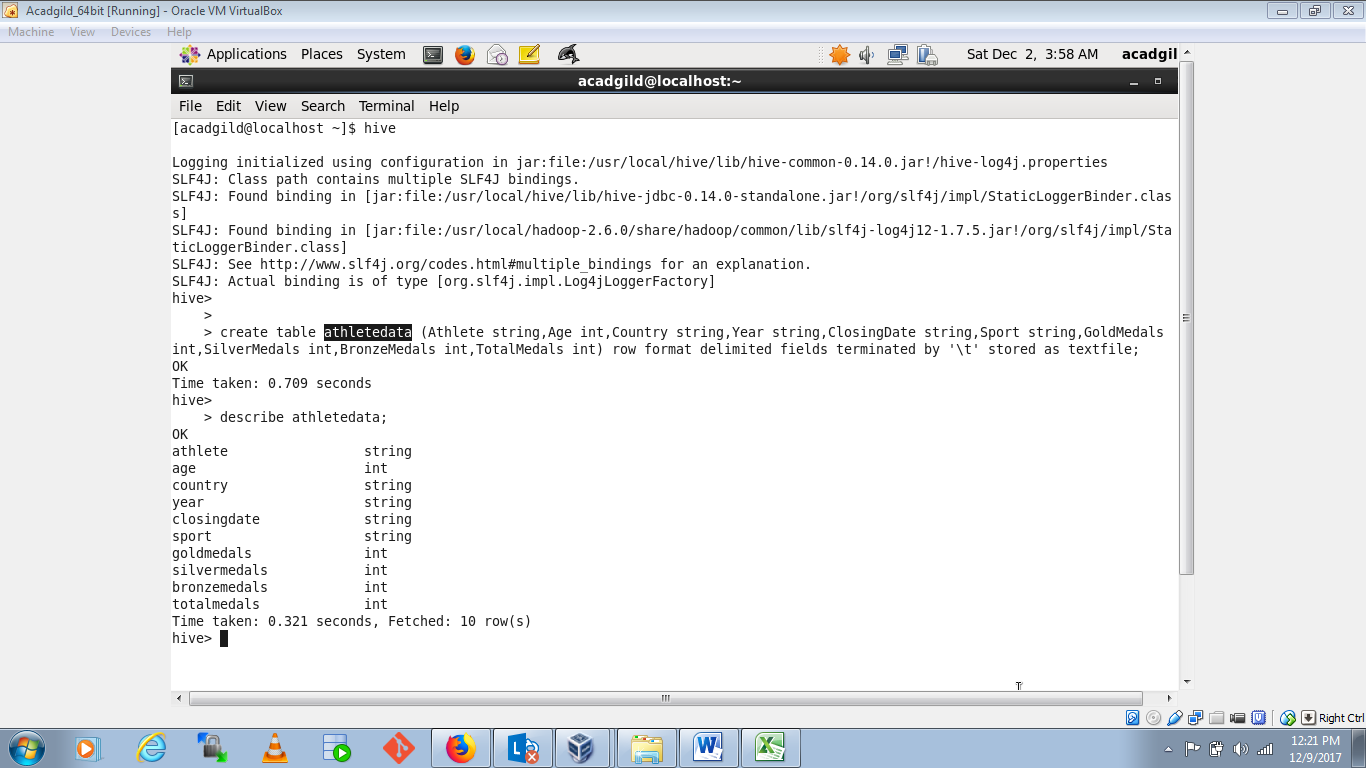 Acadgild_64bit [Running] - Oracle VM VirtualBox
Machine View Devices Help
Applications Places System Sat Dec 2, 3:58 AM acadgil
acadgild@localhost:~
File Edit View Search Terminal Help
[acadgild@localhost ~]$ hive
Logging initialized using configuration in jar:file:/usr/local/hive/lib/hive-common-0.14.0.jar!/hive-log4j.properties
SLF4J: Class path contains multiple SLF4J bindings.
SLF4J: Found binding in [jar:file:/usr/local/hive/lib/hive-jdbc-0.14.0-standalone.jar!/org/slf4j/impl/StaticLoggerBinder.clas
s]
SLF4J: Found binding in [jar:file:/usr/local/hadoop-2.6.0/share/hadoop/common/lib/slf4j-log4j12-1.7.5.jar!/org/slf4j/impl/Sta
ticLoggerBinder.class]
SLF4J: See http://www.slf4j.org/codes.html#multiple_bindings for an explanation.
SLF4J: Actual binding is of type [org.slf4j.impl.Log4jLoggerFactory]
hive>
>
> create table athletedata (Athlete string,Age int,Country string,Year string,ClosingDate string,Sport string,GoldMedals
int,SilverMedals int,BronzeMedals int,TotalMedals int) row format delimited fields terminated by '\t' stored as textfile;
OK
Time taken: 0.709 seconds
hive>
> describe athletedata;
OK
athlete string
age int
country string
year string
closingdate string
sport string
goldmedals int
silvermedals int
bronzemedals int
totalmedals int
Time taken: 0.321 seconds, Fetched: 10 row(s)
hive>
Right Ctrl
12:21 PM
12/9/2017